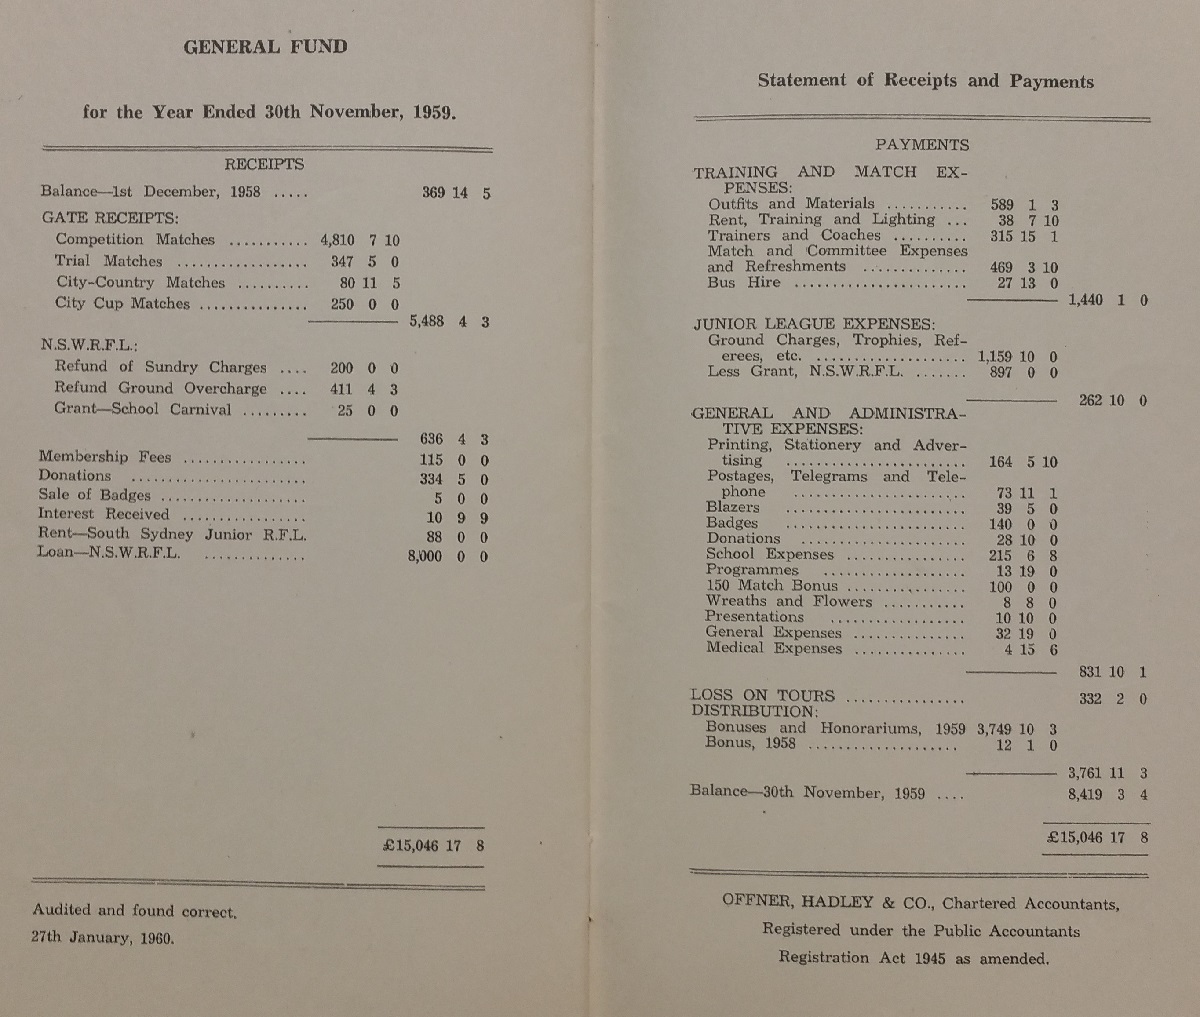 GENERAL FUND
for the Year Ended 30th November, 1959.
RECEIPTS
Balance—1st December, 1958 ..... 369 14 5
GATE RECEIPTS:
Competition Matches ........... 4,810 7 10
Trial Matches .................. 347 5 0
City-Country Matches .......... 80 11 5
City Cup Matches ............... 250 0 0
5,488 4 3
N.S.W.R.F.L.:
Refund of Sundry Charges .... 200 0 0
Refund Ground Overcharge .... 411 4 3
Grant—School Carnival ......... 25 0 0
636 4 3
Membership Fees ................. 115 0 0
Donations ........................ 334 5 0
Sale of Badges .................... 5 0 0
Interest Received ................. 10 9 9
Rent—South Sydney Junior R.F.L. 88 0 0
Loan—N.S.W.R.F.L. ............. 8,000 0 0
£15,046 17 8
Audited and found correct.
27th January, 1960.
Statement of Receipts and Payments
PAYMENTS
TRAINING AND MATCH EX-
PENSES:
Outfits and Materials ........... 589 1 3
Rent, Training and Lighting ... 38 7 10
Trainers and Coaches .......... 315 15 1
Match and Committee Expenses
and Refreshments .............. 469 3 10
Bus Hire ........................ 27 13 0
1,440 1 0
JUNIOR LEAGUE EXPENSES:
Ground Charges, Trophies, Ref-
erees, etc. .................... 1,159 10 0
Less Grant, N.S.W.R.F.L. ....... 897 0 0
262 10 0
GENERAL AND ADMINISTRA-
TIVE EXPENSES:
Printing, Stationery and Adver-
tising ......................... 164 5 10
Postages, Telegrams and Tele-
phone ........................ 73 11 1
Blazers ......................... 39 5 0
Badges ......................... 140 0 0
Donations ....................... 28 10 0
School Expenses ................ 215 6 8
Programmes .................... 13 19 0
150 Match Bonus ................ 100 0 0
Wreaths and Flowers ........... 8 8 0
Presentations .................. 10 10 0
General Expenses ............... 32 19 0
Medical Expenses ............... 4 15 6
831 10 1
LOSS ON TOURS ................ 332 2 0
DISTRIBUTION:
Bonuses and Honorariums, 1959 3,749 10 3
Bonus, 1958 .................... 12 1 0
3,761 11 3
Balance—30th November, 1959 .... 8,419 3 4
£15,046 17 8
OFFNER, HADLEY & CO., Chartered Accountants,
Registered under the Public Accountants
Registration Act 1945 as amended.